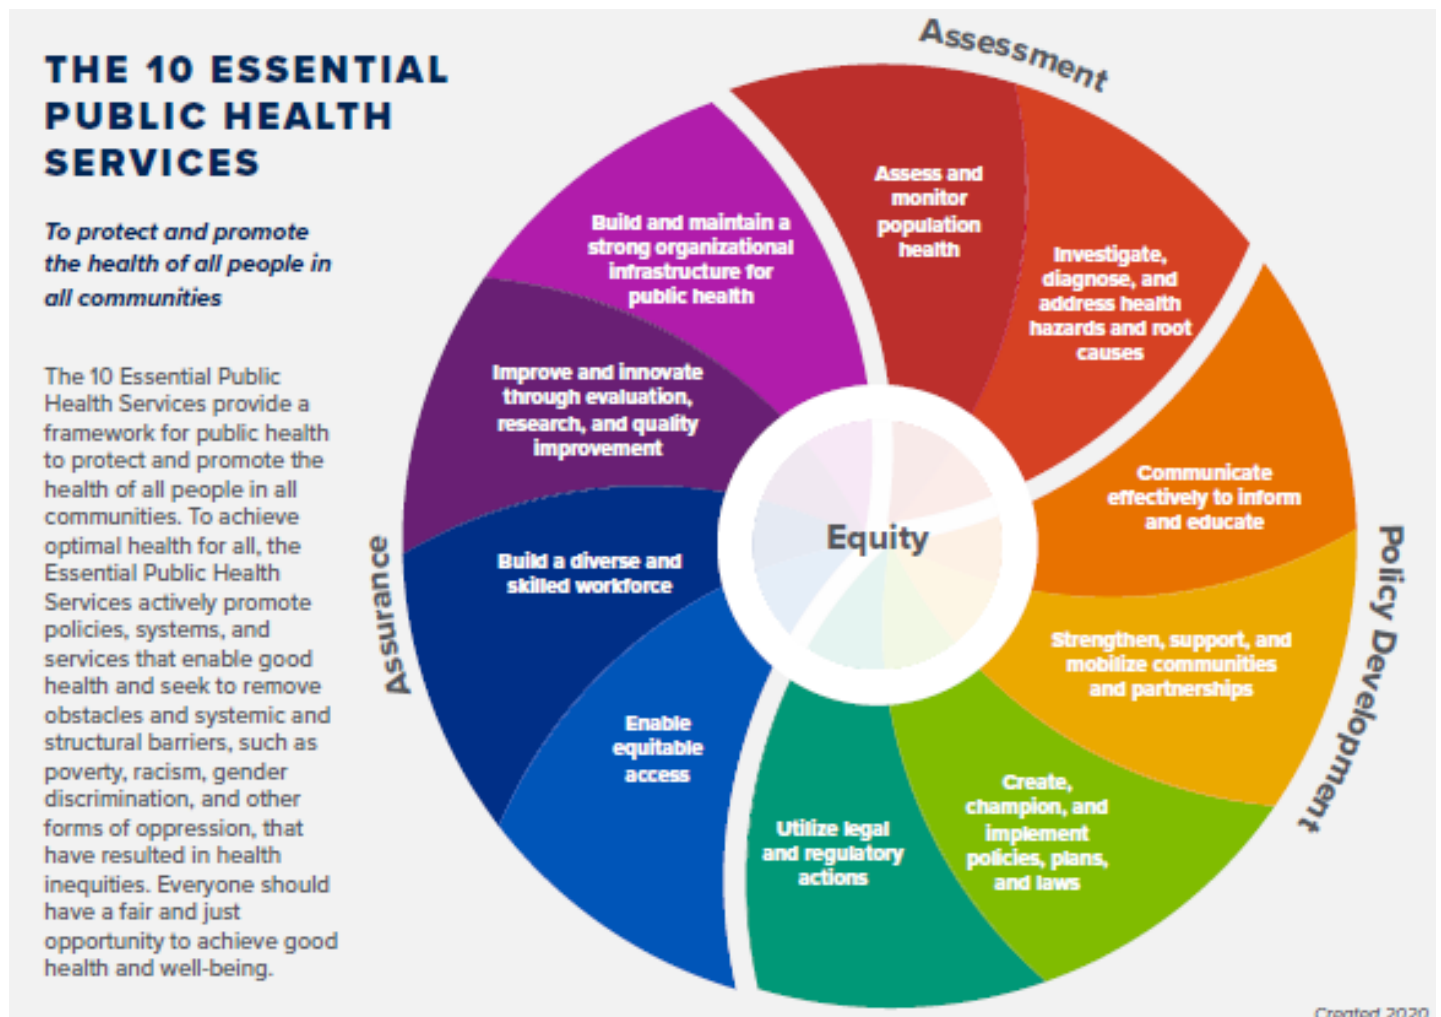 THE 10 ESSENTIAL
PUBLIC HEALTH
SERVICES
To protect and promote
the health of all people in
all communities
The 10 Essential Public
Health Services provide a
framework for public health
to protect and promote the
health of all people in all
communities. To achieve
optimal health for all, the
Essential Public Health
Services actively promote
policies, systems, and
services that enable good
health and seek to remove
obstacles and systemic and
structural barriers, such as
poverty, racism, gender
discrimination, and other
forms of oppression, that
have resulted in health
inequities. Everyone should
have a fair and just
opportunity to achieve good
health and well-being.
Assessment
Assess and
monitor
population
health
Investigate,
diagnose, and
address health
hazards and root
causes
Policy Development
Communicate
effectively to inform
and educate
Strengthen, support, and
mobilize communities
and partnerships
Create,
champion, and
implement
policies, plans,
and laws
Utilize legal
and regulatory
actions
Assurance
Enable
equitable
access
Build a diverse and
skilled workforce
Improve and innovate
through evaluation,
research, and quality
improvement
Build and maintain a
strong organizational
infrastructure for
public health
Equity
Created 2020